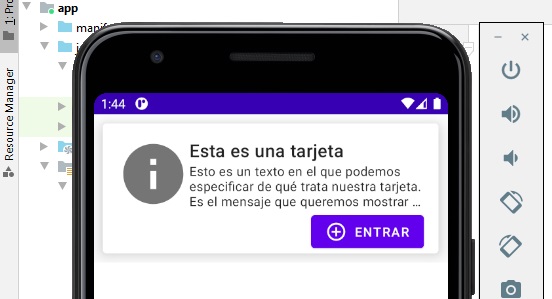 1: Pro
app
manif
Resource Manager
1:44
Esta es una tarjeta
Esto es un texto en el que podemos
especificar de qué trata nuestra tarjeta.
Es el mensaje que queremos mostrar ...
ENTRAR